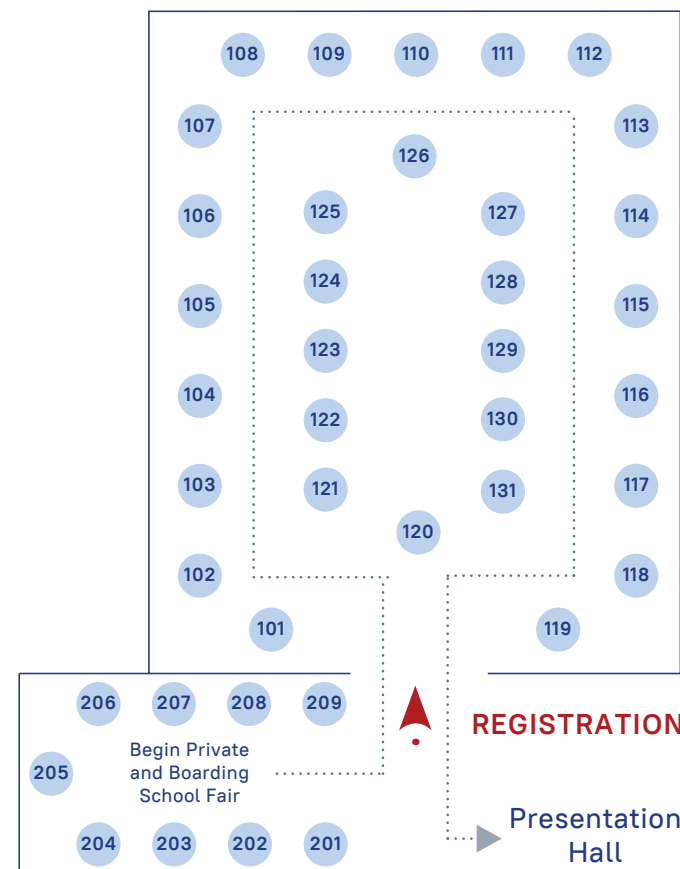 108 109 110 111 112
107 113
126
125 127
106 114
124 128
105 115
123 129
104 116
122 130
103 117
121 131
120
102 118
101 119
206 207 208 209
REGISTRATION
Begin Private
and Boarding
School Fair
205
Presentation
Hall
204 203 202 201